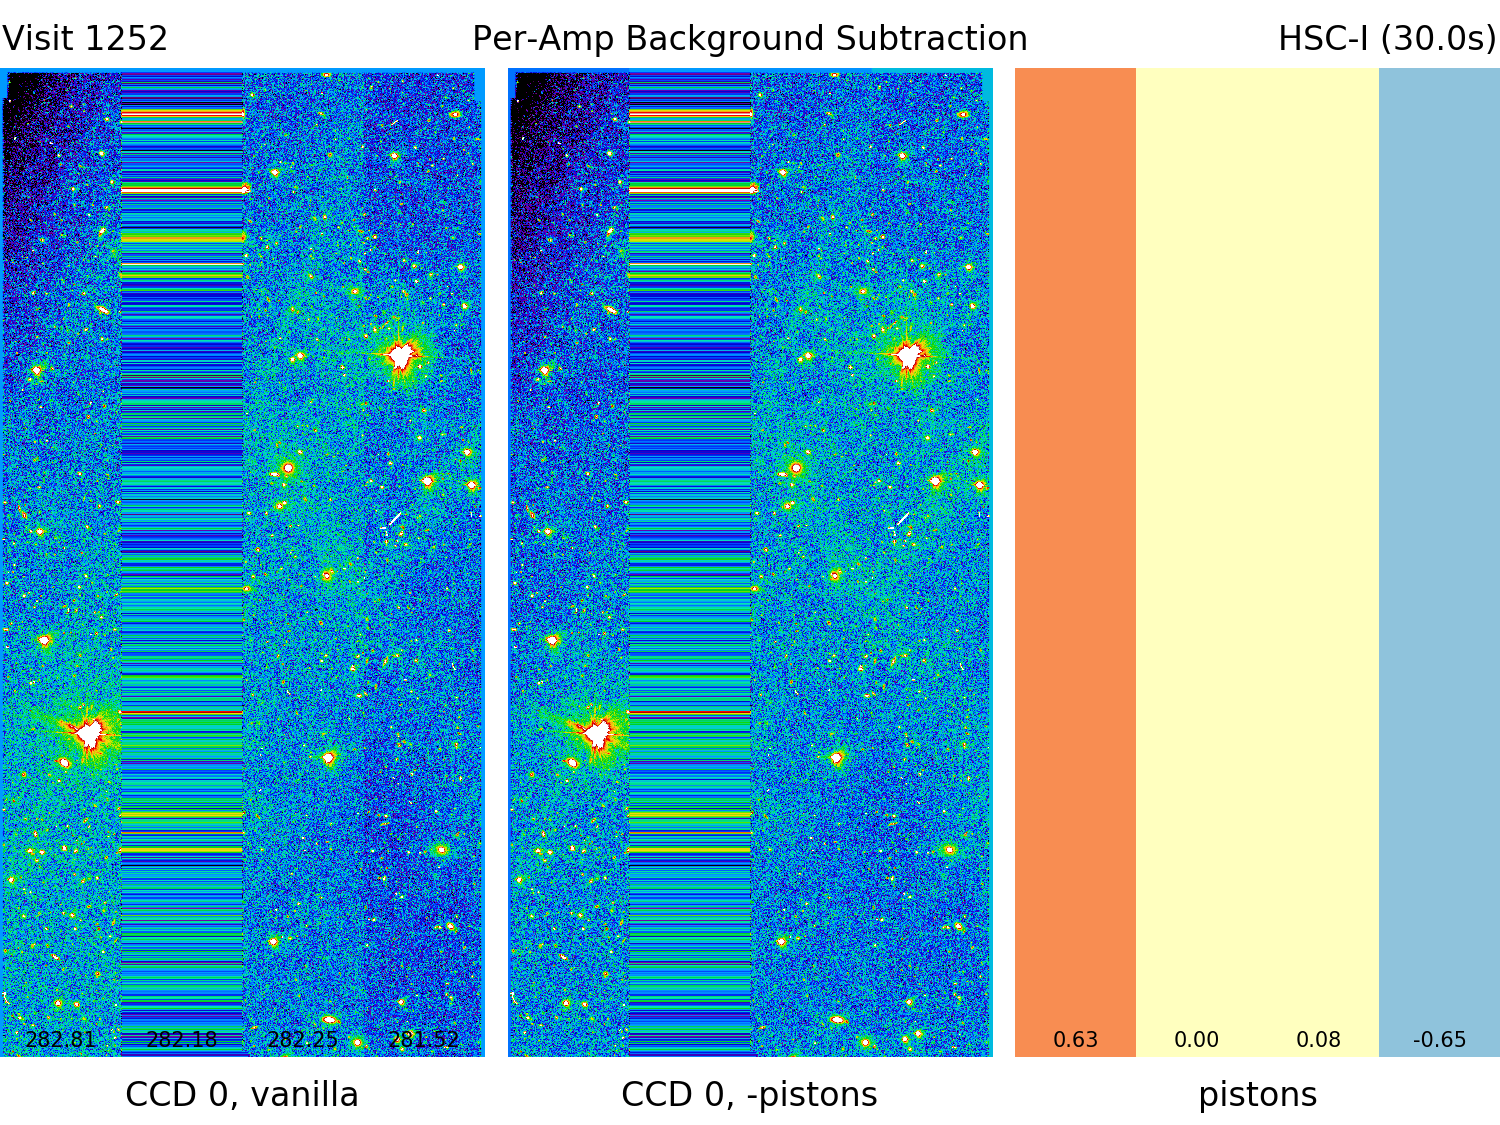 Visit 1252 Per-Amp Background Subtraction HSC-I (30.0s)
282.81 282.18 282.25 281.52 0.63 0.00 0.08 -0.65
CCD 0, vanilla CCD 0, -pistons pistons